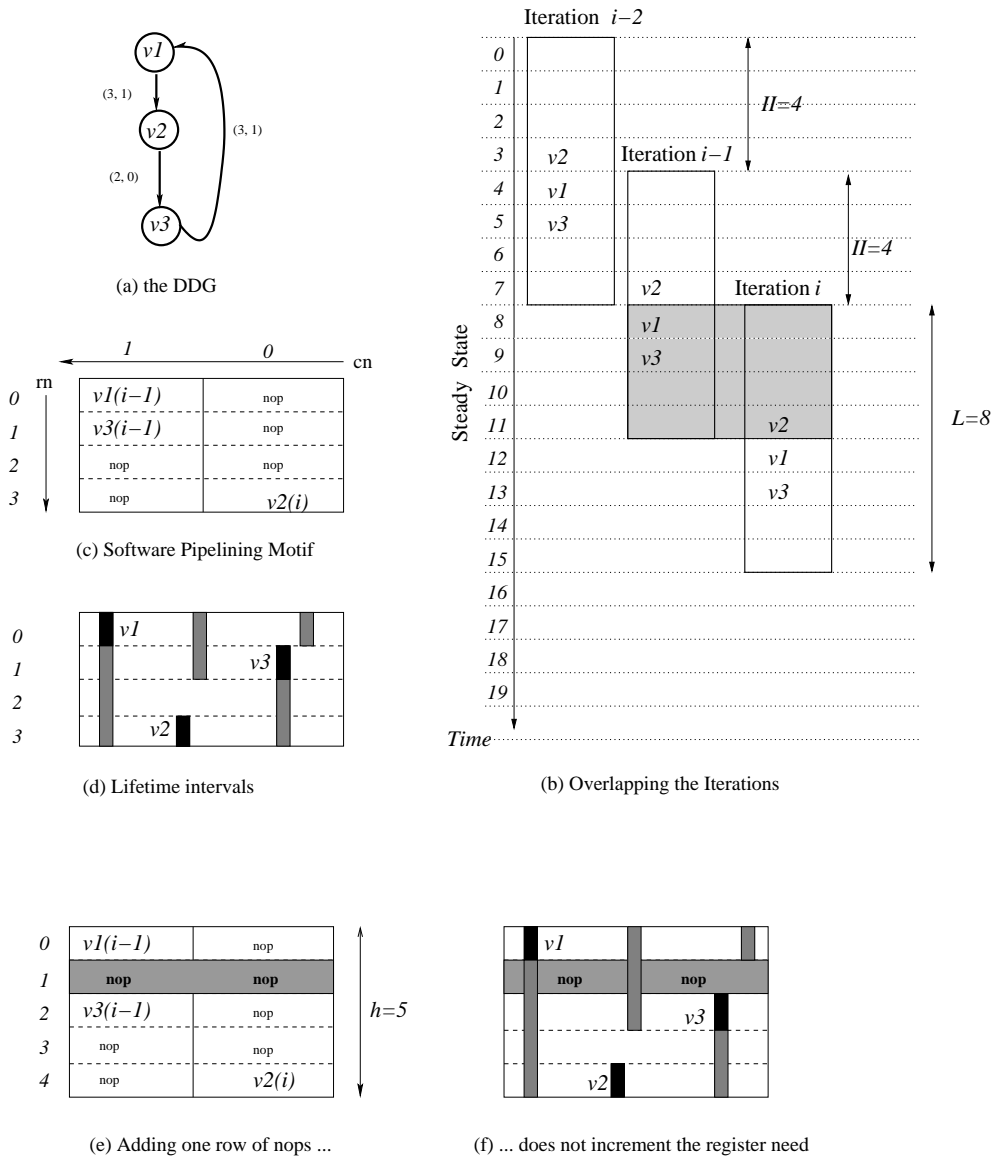 v1
(3, 1)
v2
(3, 1)
(2, 0)
v3
(a) the DDG
Iteration i−2
0
1
2
3
4
5
6
7
8
9
10
11
12
13
14
15
16
17
18
19
Time
Steady State
v2
v1
v3
Iteration i−1
v2
v1
v3
Iteration i
v2
v1
v3
II=4
II=4
L=8
(b) Overlapping the Iterations
1 0
cn
rn
0 v1(i−1) nop
1 v3(i−1) nop
2 nop nop
3 nop v2(i)
(c) Software Pipelining Motif
0 v1
1 v3
2
3 v2
(d) Lifetime intervals
0 v1(i−1) nop
1 nop nop
2 v3(i−1) nop
3 nop nop
4 nop v2(i)
h=5
(e) Adding one row of nops ...
v1
nop nop
v3
v2
(f) ... does not increment the register need